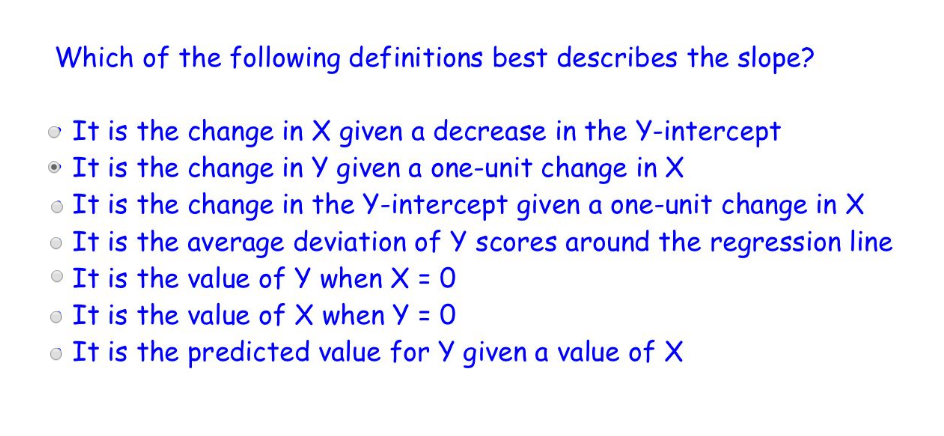 Which of the following definitions best describes the slope?
It is the change in X given a decrease in the Y-intercept
It is the change in Y given a one-unit change in X
It is the change in the Y-intercept given a one-unit change in X
It is the average deviation of Y scores around the regression line
It is the value of Y when X = 0
It is the value of X when Y = 0
It is the predicted value for Y given a value of X